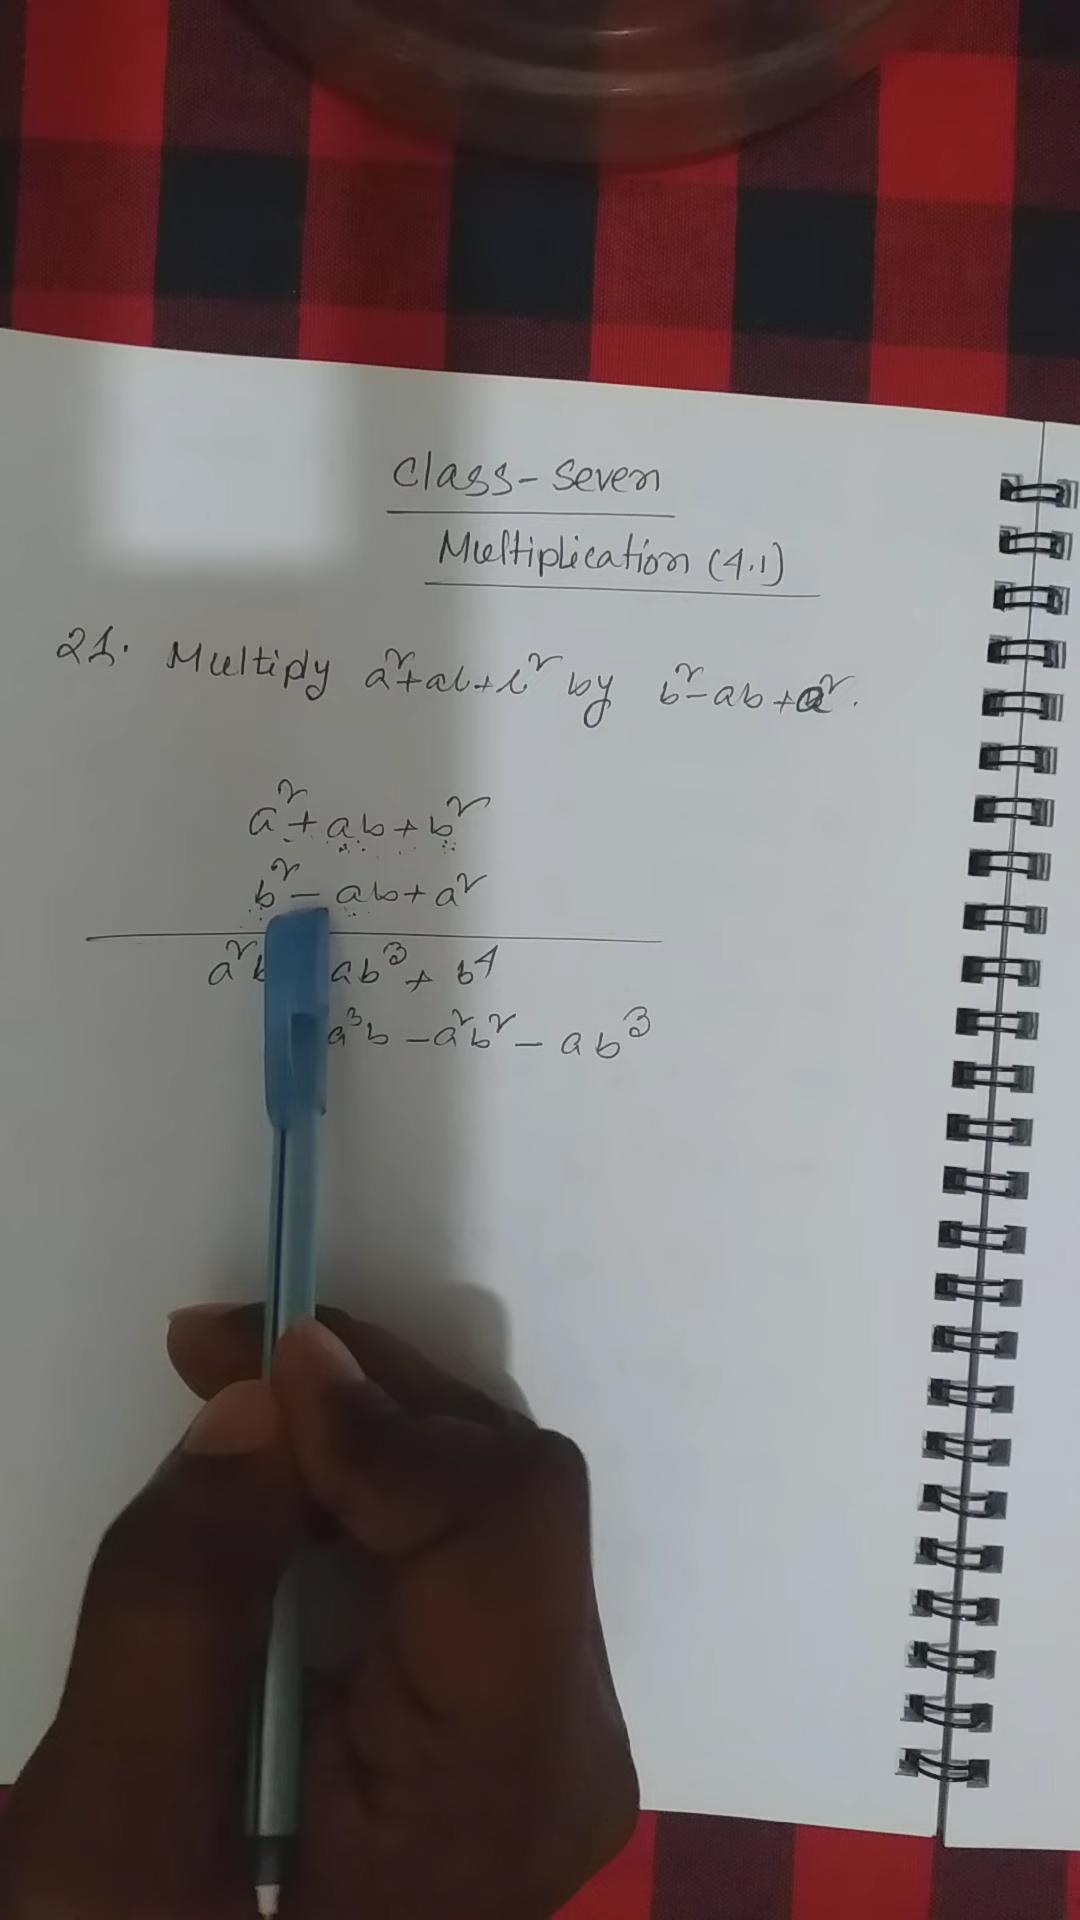 Class-Seven
Multiplication (4.1)
21. Multiply a²+ab+b² by b²-ab+a².
a²+ab+b²
b²-ab+a²
a²b ab³+ b⁴
a³b -a²b² - ab³